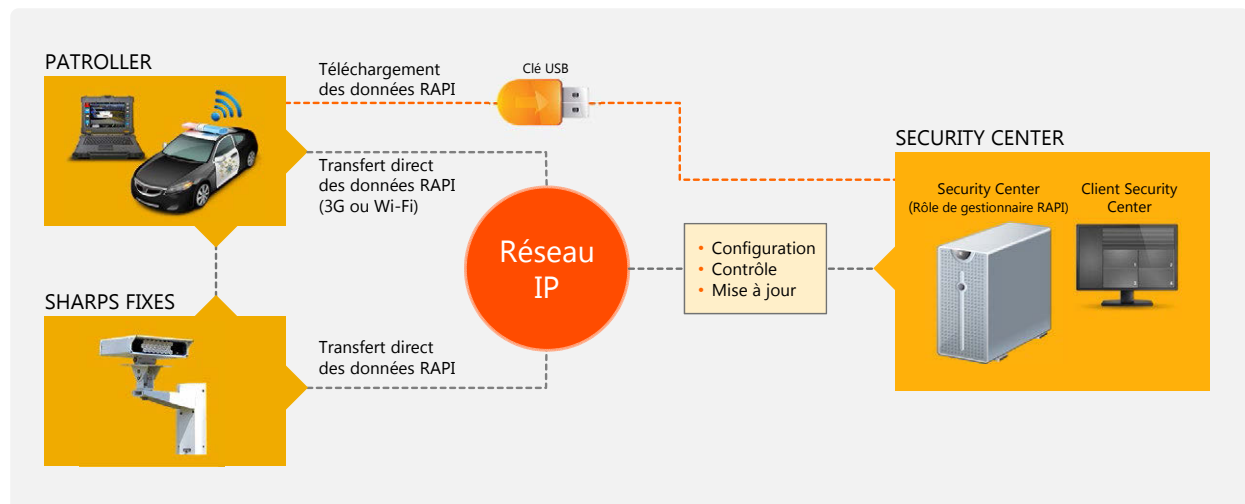 PATROLLER
Téléchargement
des données RAPI
Clé USB
Transfert direct
des données RAPI
(3G ou Wi-Fi)
SECURITY CENTER
Security Center
(Rôle de gestionnaire RAPI)
Client Security
Center
Réseau
IP
• Configuration
• Contrôle
• Mise à jour
SHARPS FIXES
Transfert direct
des données RAPI